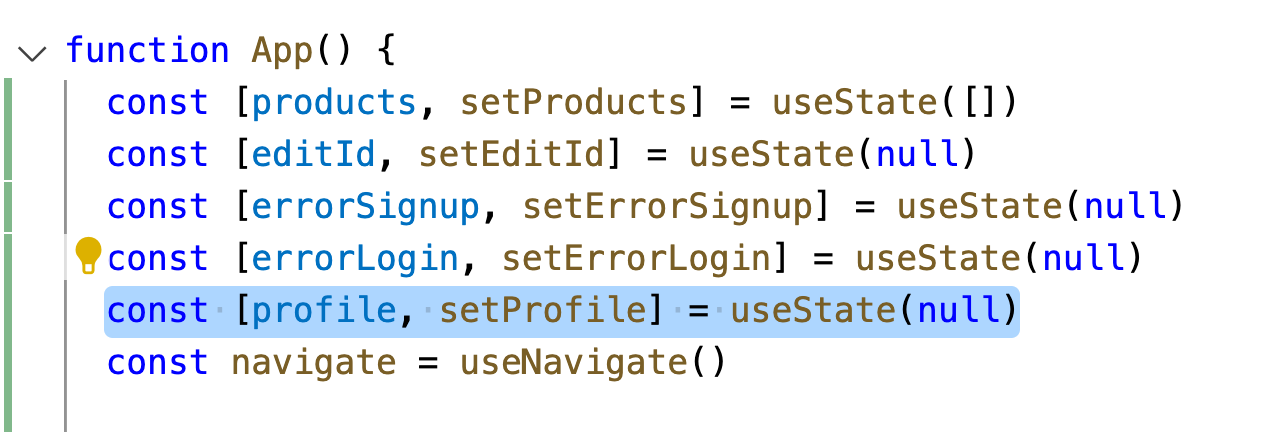 function App() {
const [products, setProducts] = useState([])
const [editId, setEditId] = useState(null)
const [errorSignup, setErrorSignup] = useState(null)
const [errorLogin, setErrorLogin] = useState(null)
const [profile, setProfile] = useState(null)
const navigate = useNavigate()